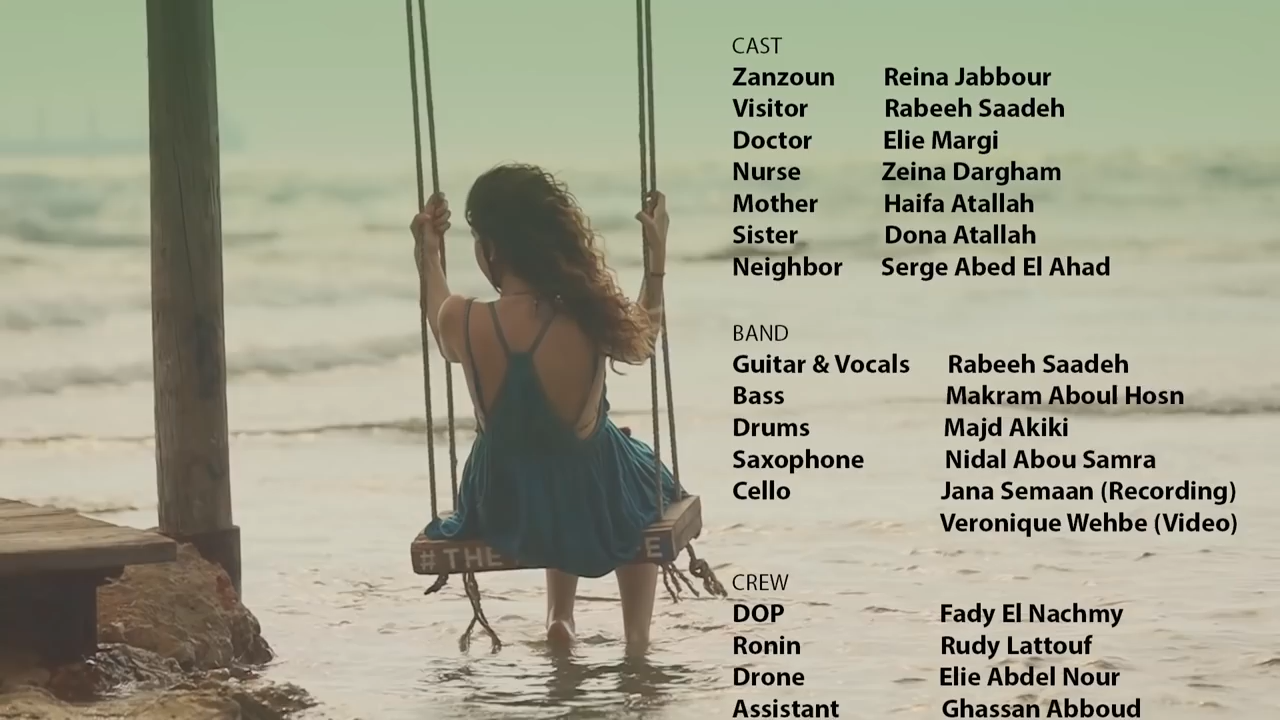 CAST
Zanzoun Reina Jabbour
Visitor Rabeeh Saadeh
Doctor Elie Margi
Nurse Zeina Dargham
Mother Haifa Atallah
Sister Dona Atallah
Neighbor Serge Abed El Ahad
BAND
Guitar & Vocals Rabeeh Saadeh
Bass Makram Aboul Hosn
Drums Majd Akiki
Saxophone Nidal Abou Samra
Cello Jana Semaan (Recording)
Veronique Wehbe (Video)
# THE
CREW
DOP Fady El Nachmy
Ronin Rudy Lattouf
Drone Elie Abdel Nour
Assistant Ghassan Abboud